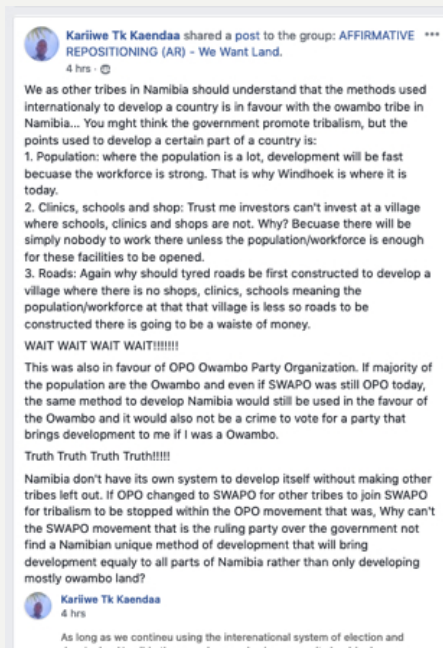 Kariiwe Tk Kaendaa shared a post to the group: AFFIRMATIVE
REPOSITIONING (AR) - We Want Land.
4 hrs ·
We as other tribes in Namibia should understand that the methods used
internationaly to develop a country is in favour with the owambo tribe in
Namibia... You mght think the government promote tribalism, but the
points used to develop a certain part of a country is:
1. Population: where the population is a lot, development will be fast
becuase the workforce is strong. That is why Windhoek is where it is
today.
2. Clinics, schools and shop: Trust me investors can't invest at a village
where schools, clinics and shops are not. Why? Becuase there will be
simply nobody to work there unless the population/workforce is enough
for these facilities to be opened.
3. Roads: Again why should tyred roads be first constructed to develop a
village where there is no shops, clinics, schools meaning the
population/workforce at that that village is less so roads to be
constructed there is going to be a waiste of money.
WAIT WAIT WAIT WAIT!!!!!!!
This was also in favour of OPO Owambo Party Organization. If majority of
the population are the Owambo and even if SWAPO was still OPO today,
the same method to develop Namibia would still be used in the favour of
the Owambo and it would also not be a crime to vote for a party that
brings development to me if I was a Owambo.
Truth Truth Truth Truth!!!!!
Namibia don't have its own system to develop itself without making other
tribes left out. If OPO changed to SWAPO for other tribes to join SWAPO
for tribalism to be stopped within the OPO movement that was, Why can't
the SWAPO movement that is the ruling party over the government not
find a Namibian unique method of development that will bring
development equaly to all parts of Namibia rather than only developing
mostly owambo land?
Kariiwe Tk Kaendaa
4 hrs
As long as we contineu using the interenational system of election and